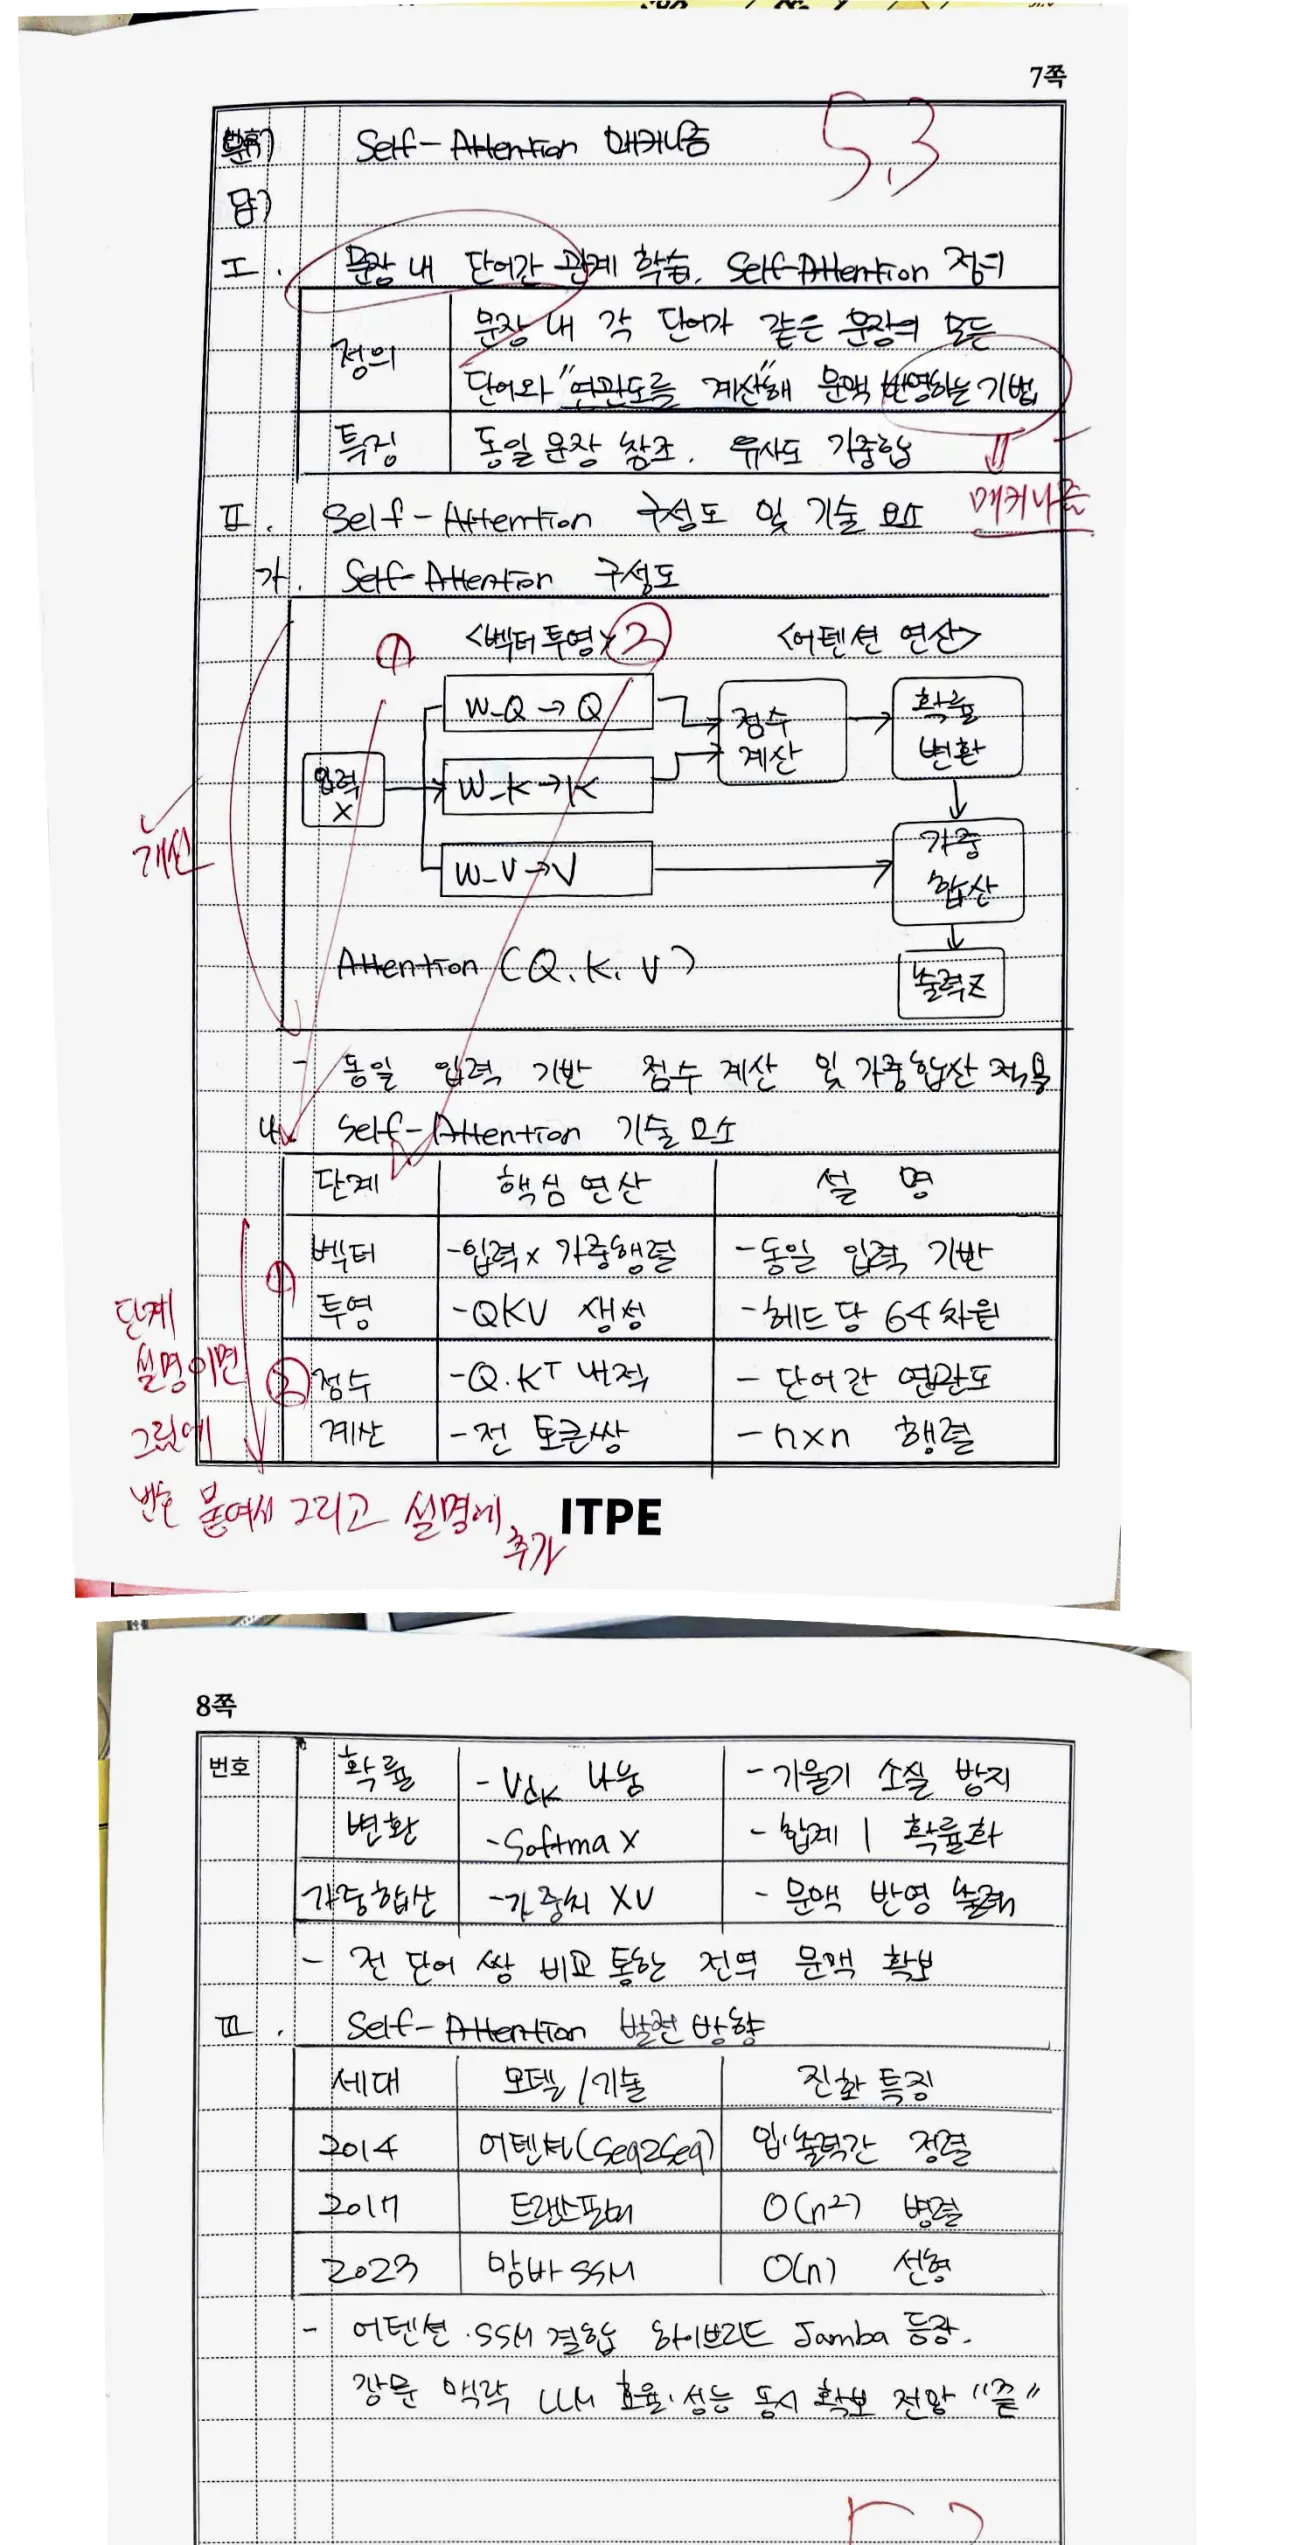 7쪽
문제) Self-Attention 매커니즘
5.3
답)
I. 문장 내 단어간 관계 학습, Self-Attention 정의
정의 문장 내 각 단어가 같은 문장의 모든
단어와 "연관도를 계산"해 문맥 반영하는 기법
특징 동일 문장 참조, 유사도 가중합
매커니즘
II. Self-Attention 구성도 및 기술 요소
가. Self-Attention 구성도
① <벡터 투영> ② <어텐션 연산>
입력 X
W_Q → Q
W_K → K
W_V → V
점수 계산
확률 변환
가중 합산
출력 Z
개선
Attention (Q, K, V)
- 동일 입력 기반 점수 계산 및 가중합산 적용
나. Self-Attention 기술 요소
단계 핵심 연산 설 명
① 벡터 -입력 x 가중행렬 -동일 입력 기반
투영 -QKV 생성 -헤드 당 64차원
② 점수 -Q·KT 내적 - 단어간 연관도
계산 -전 토큰쌍 - nxn 행렬
단계
설명이면
그림에
번호 붙여서 그리고 설명에 추가
ITPE
8쪽
번호
확률 - √dk 나눔 - 기울기 소실 방지
변환 -Softmax - 합계 1 확률화
가중합산 -가중치 XV - 문맥 반영 출력
- 전 단어 쌍 비교 통한 전역 문맥 확보
III. Self-Attention 발전 방향
세대 모델/기술 진화 특징
2014 어텐션(Seq2Seq) 입·출력간 정렬
2017 트랜스포머 O(n²) 병렬
2023 맘바 SSM O(n) 선형
- 어텐션·SSM 결합 하이브리드 Jamba 등장,
장문 맥락 LLM 효율·성능 동시 확보 전망 "끝"